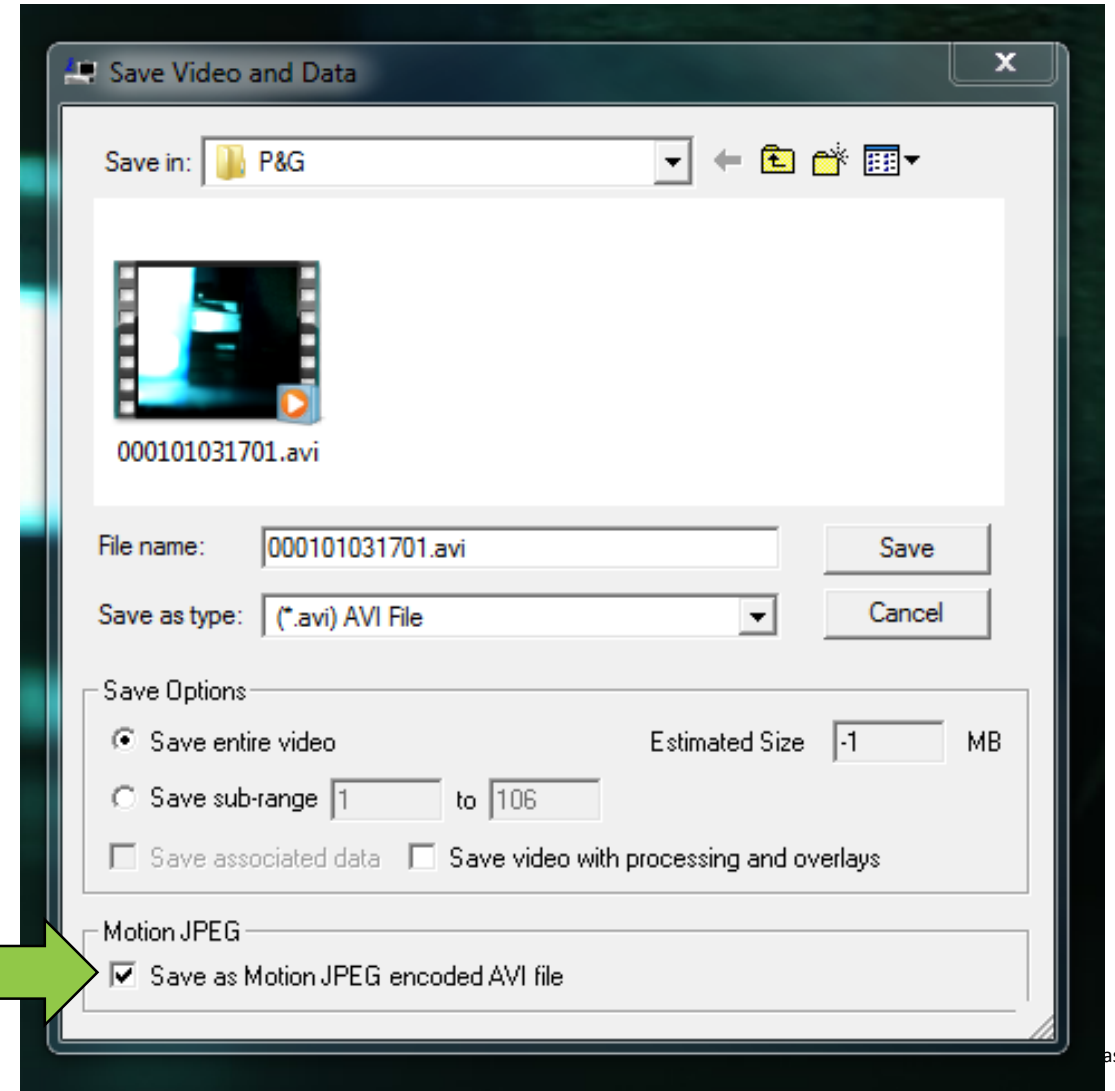 Save Video and Data
X
Save in: P&G
000101031701.avi
File name: 000101031701.avi Save
Save as type: (*.avi) AVI File Cancel
Save Options
Save entire video Estimated Size -1 MB
Save sub-range 1 to 106
Save associated data Save video with processing and overlays
Motion JPEG
Save as Motion JPEG encoded AVI file